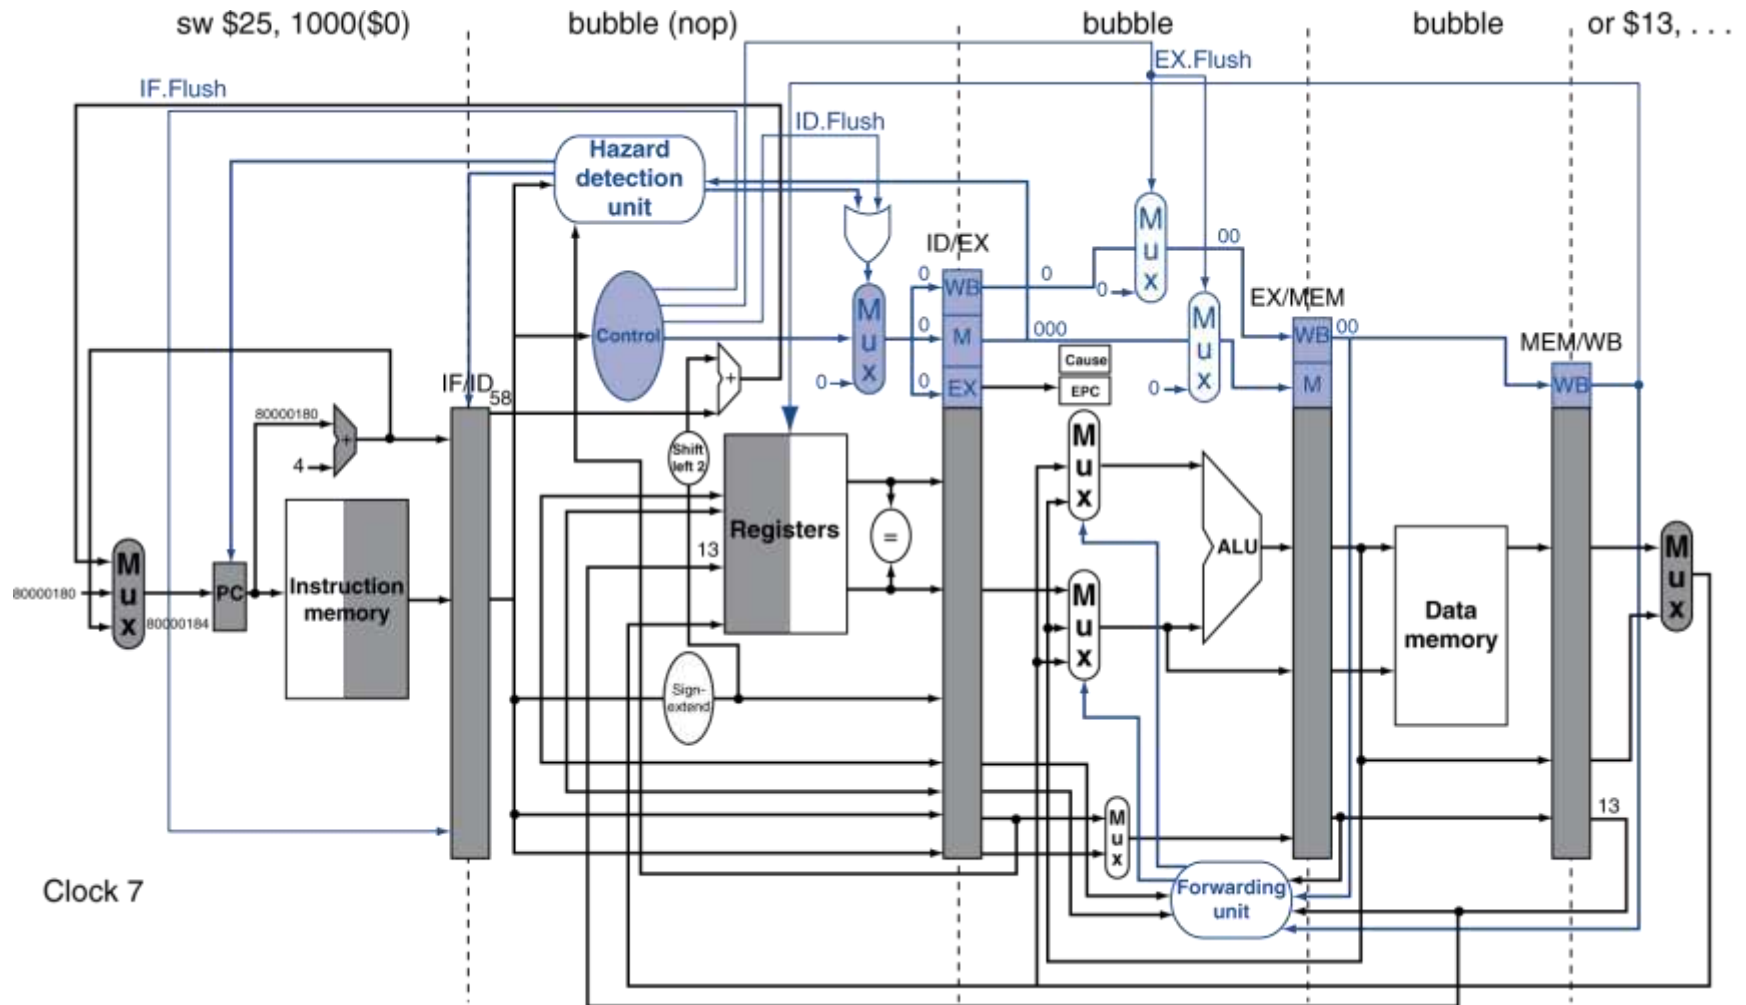 sw $25, 1000($0)
bubble (nop)
bubble
bubble
or $13, . . .
IF.Flush
EX.Flush
ID.Flush
Hazard
detection
unit
M
u
x
0
00
ID/EX
0
WB
0
0
M
000
0
EX
Control
M
u
x
0
M
u
x
0
Cause
EPC
EX/MEM
WB
00
M
MEM/WB
WB
IF/ID
58
+
80000180
+
4
Shift
left 2
M
u
x
Registers
=
13
ALU
M
u
x
80000180
80000184
PC
Instruction
memory
M
u
x
Data
memory
M
u
x
Sign-
extend
M
u
x
13
Forwarding
unit
Clock 7